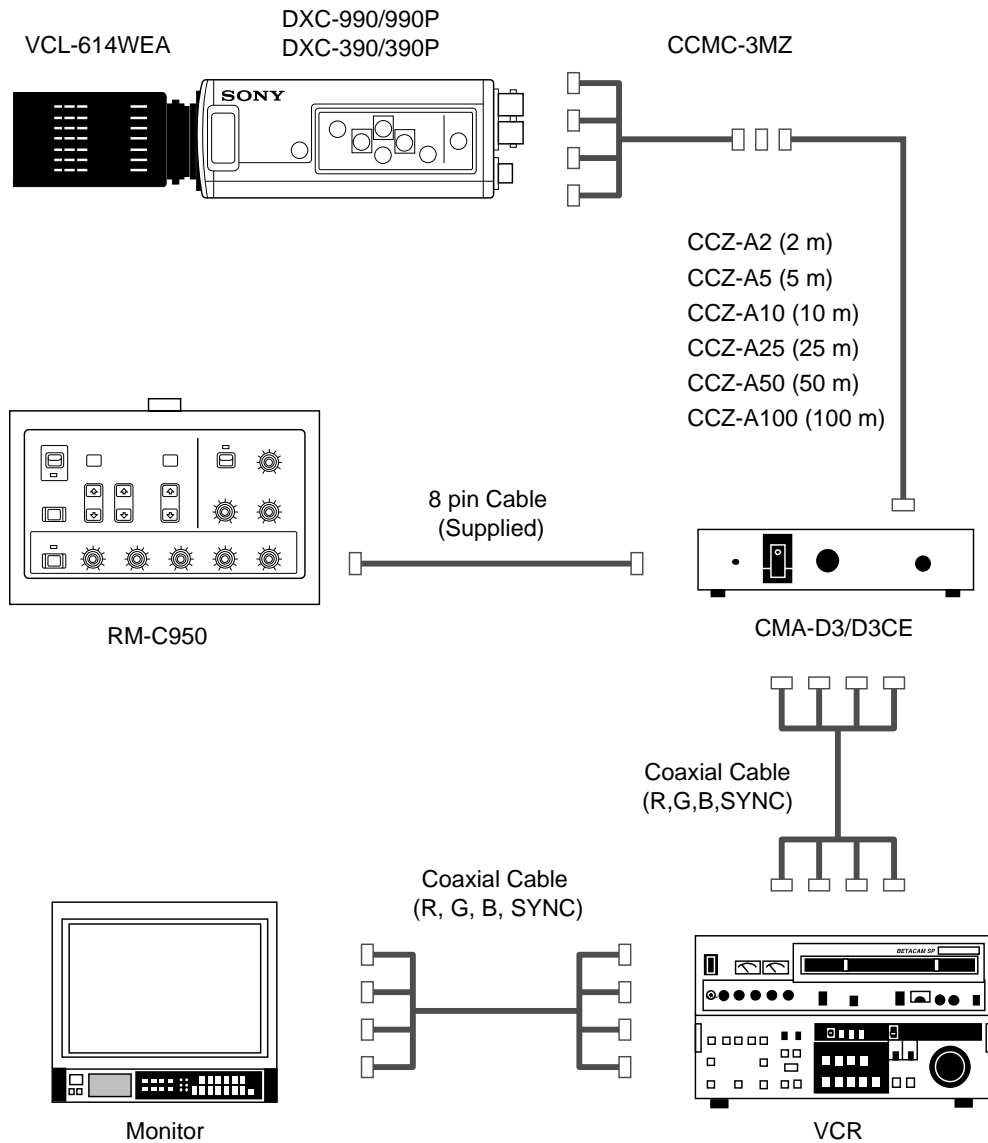 VCL-614WEA
DXC-990/990P
DXC-390/390P
CCMC-3MZ
SONY
CCZ-A2 (2 m)
CCZ-A5 (5 m)
CCZ-A10 (10 m)
CCZ-A25 (25 m)
CCZ-A50 (50 m)
CCZ-A100 (100 m)
8 pin Cable
(Supplied)
RM-C950
CMA-D3/D3CE
Coaxial Cable
(R,G,B,SYNC)
Coaxial Cable
(R, G, B, SYNC)
BETACAM SP
Monitor
VCR